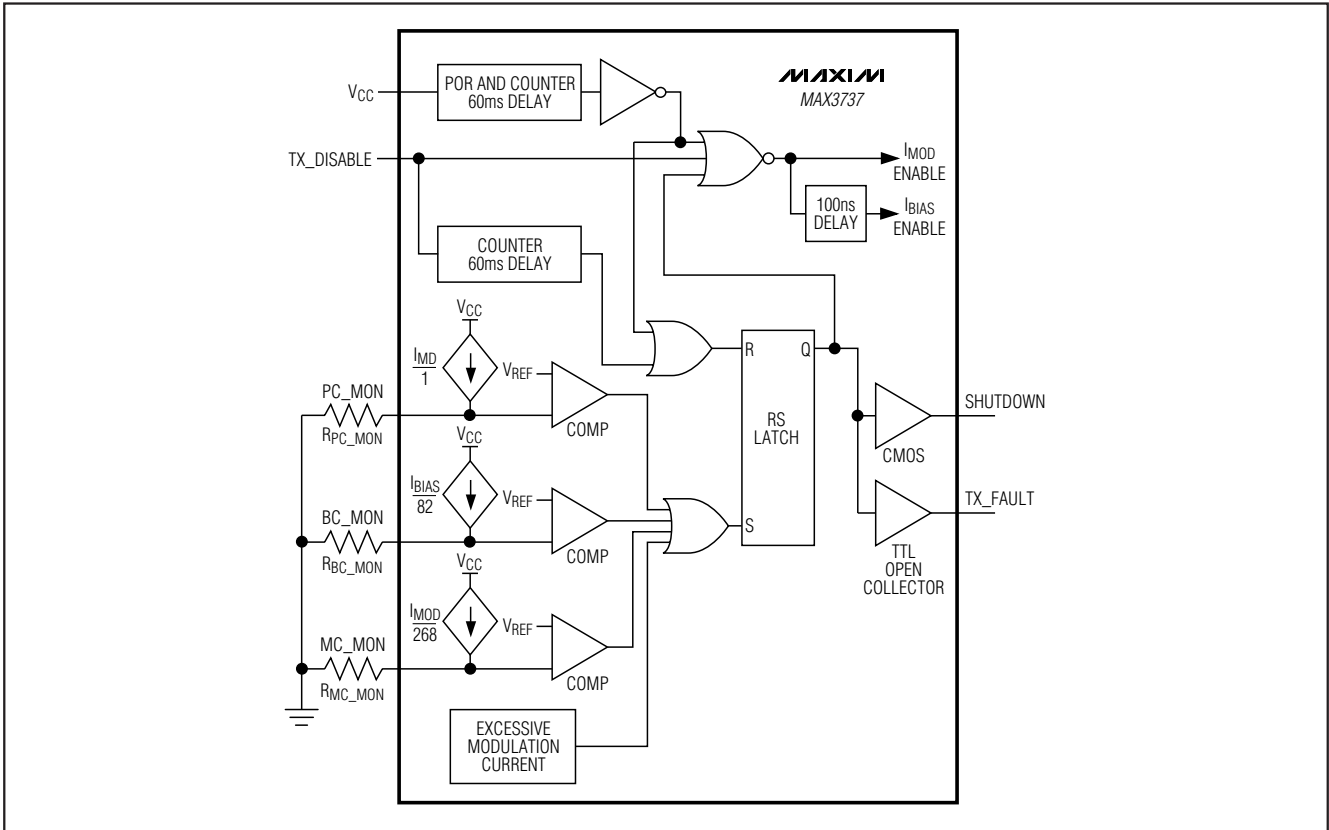 MAXIM
MAX3737
VCC
POR AND COUNTER
60ms DELAY
TX_DISABLE
IMOD
ENABLE
100ns
DELAY
IBIAS
ENABLE
COUNTER
60ms DELAY
VCC
IMD
1
VREF
COMP
PC_MON
RPC_MON
R
Q
RS
LATCH
S
SHUTDOWN
CMOS
VCC
IBIAS
82
VREF
COMP
BC_MON
RBC_MON
TX_FAULT
TTL
OPEN
COLLECTOR
VCC
IMOD
268
VREF
COMP
MC_MON
RMC_MON
EXCESSIVE
MODULATION
CURRENT